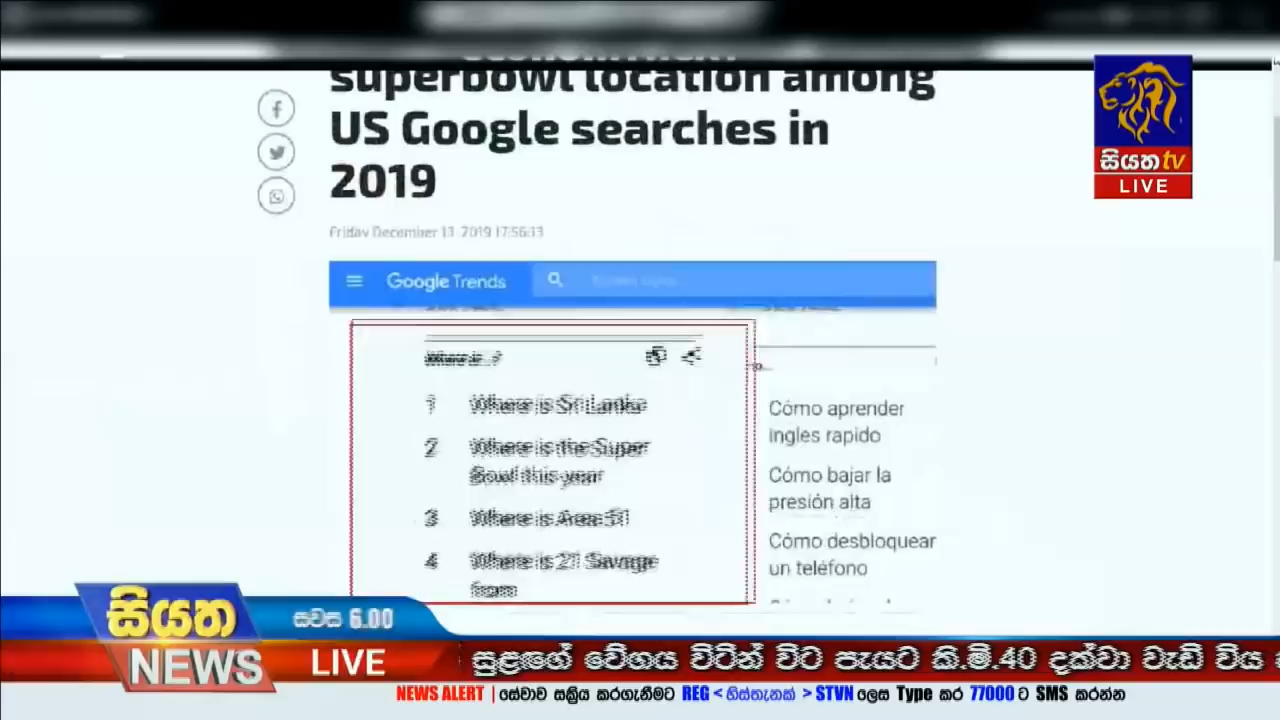 superbowl location among
US Google searches in
2019
Friday December 13, 2019 17:56:13
Google Trends
Where is...?
1 Where is Sri Lanka
2 Where is the Super
Bowl this year
3 Where is Area 51
4 Where is 21 Savage
from
Cómo aprender
ingles rapido
Cómo bajar la
presión alta
Cómo desbloquear
un teléfono
සියත tv
LIVE
සියත
NEWS
සවස 6.00
LIVE
සුළඟේ වේගය විටින් විට පැයට කි.මී.40 දක්වා වැඩි විය
NEWS ALERT | සේවාව සක්‍රිය කරගැනීමට REG < හිස්තැනක් > STVN ලෙස Type කර 77000 ට SMS කරන්න